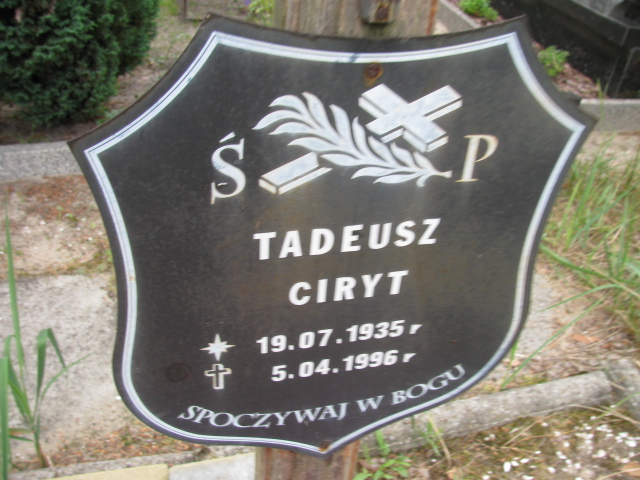 Ś P
TADEUSZ
CIRYT
19.07.1935 r
5.04.1996 r
SPOCZYWAJ W BOGU